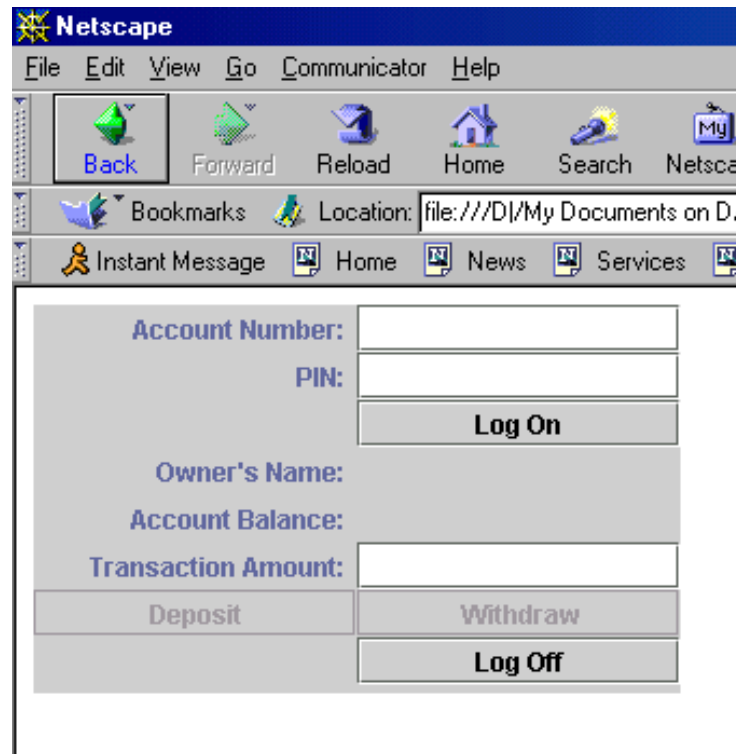 Netscape
File Edit View Go Communicator Help
My
Back Forward Reload Home Search Netsca
Bookmarks Location: file:///D|/My Documents on D.
Instant Message N Home N News N Services N
Account Number:
PIN:
Log On
Owner's Name:
Account Balance:
Transaction Amount:
Deposit Withdraw
Log Off